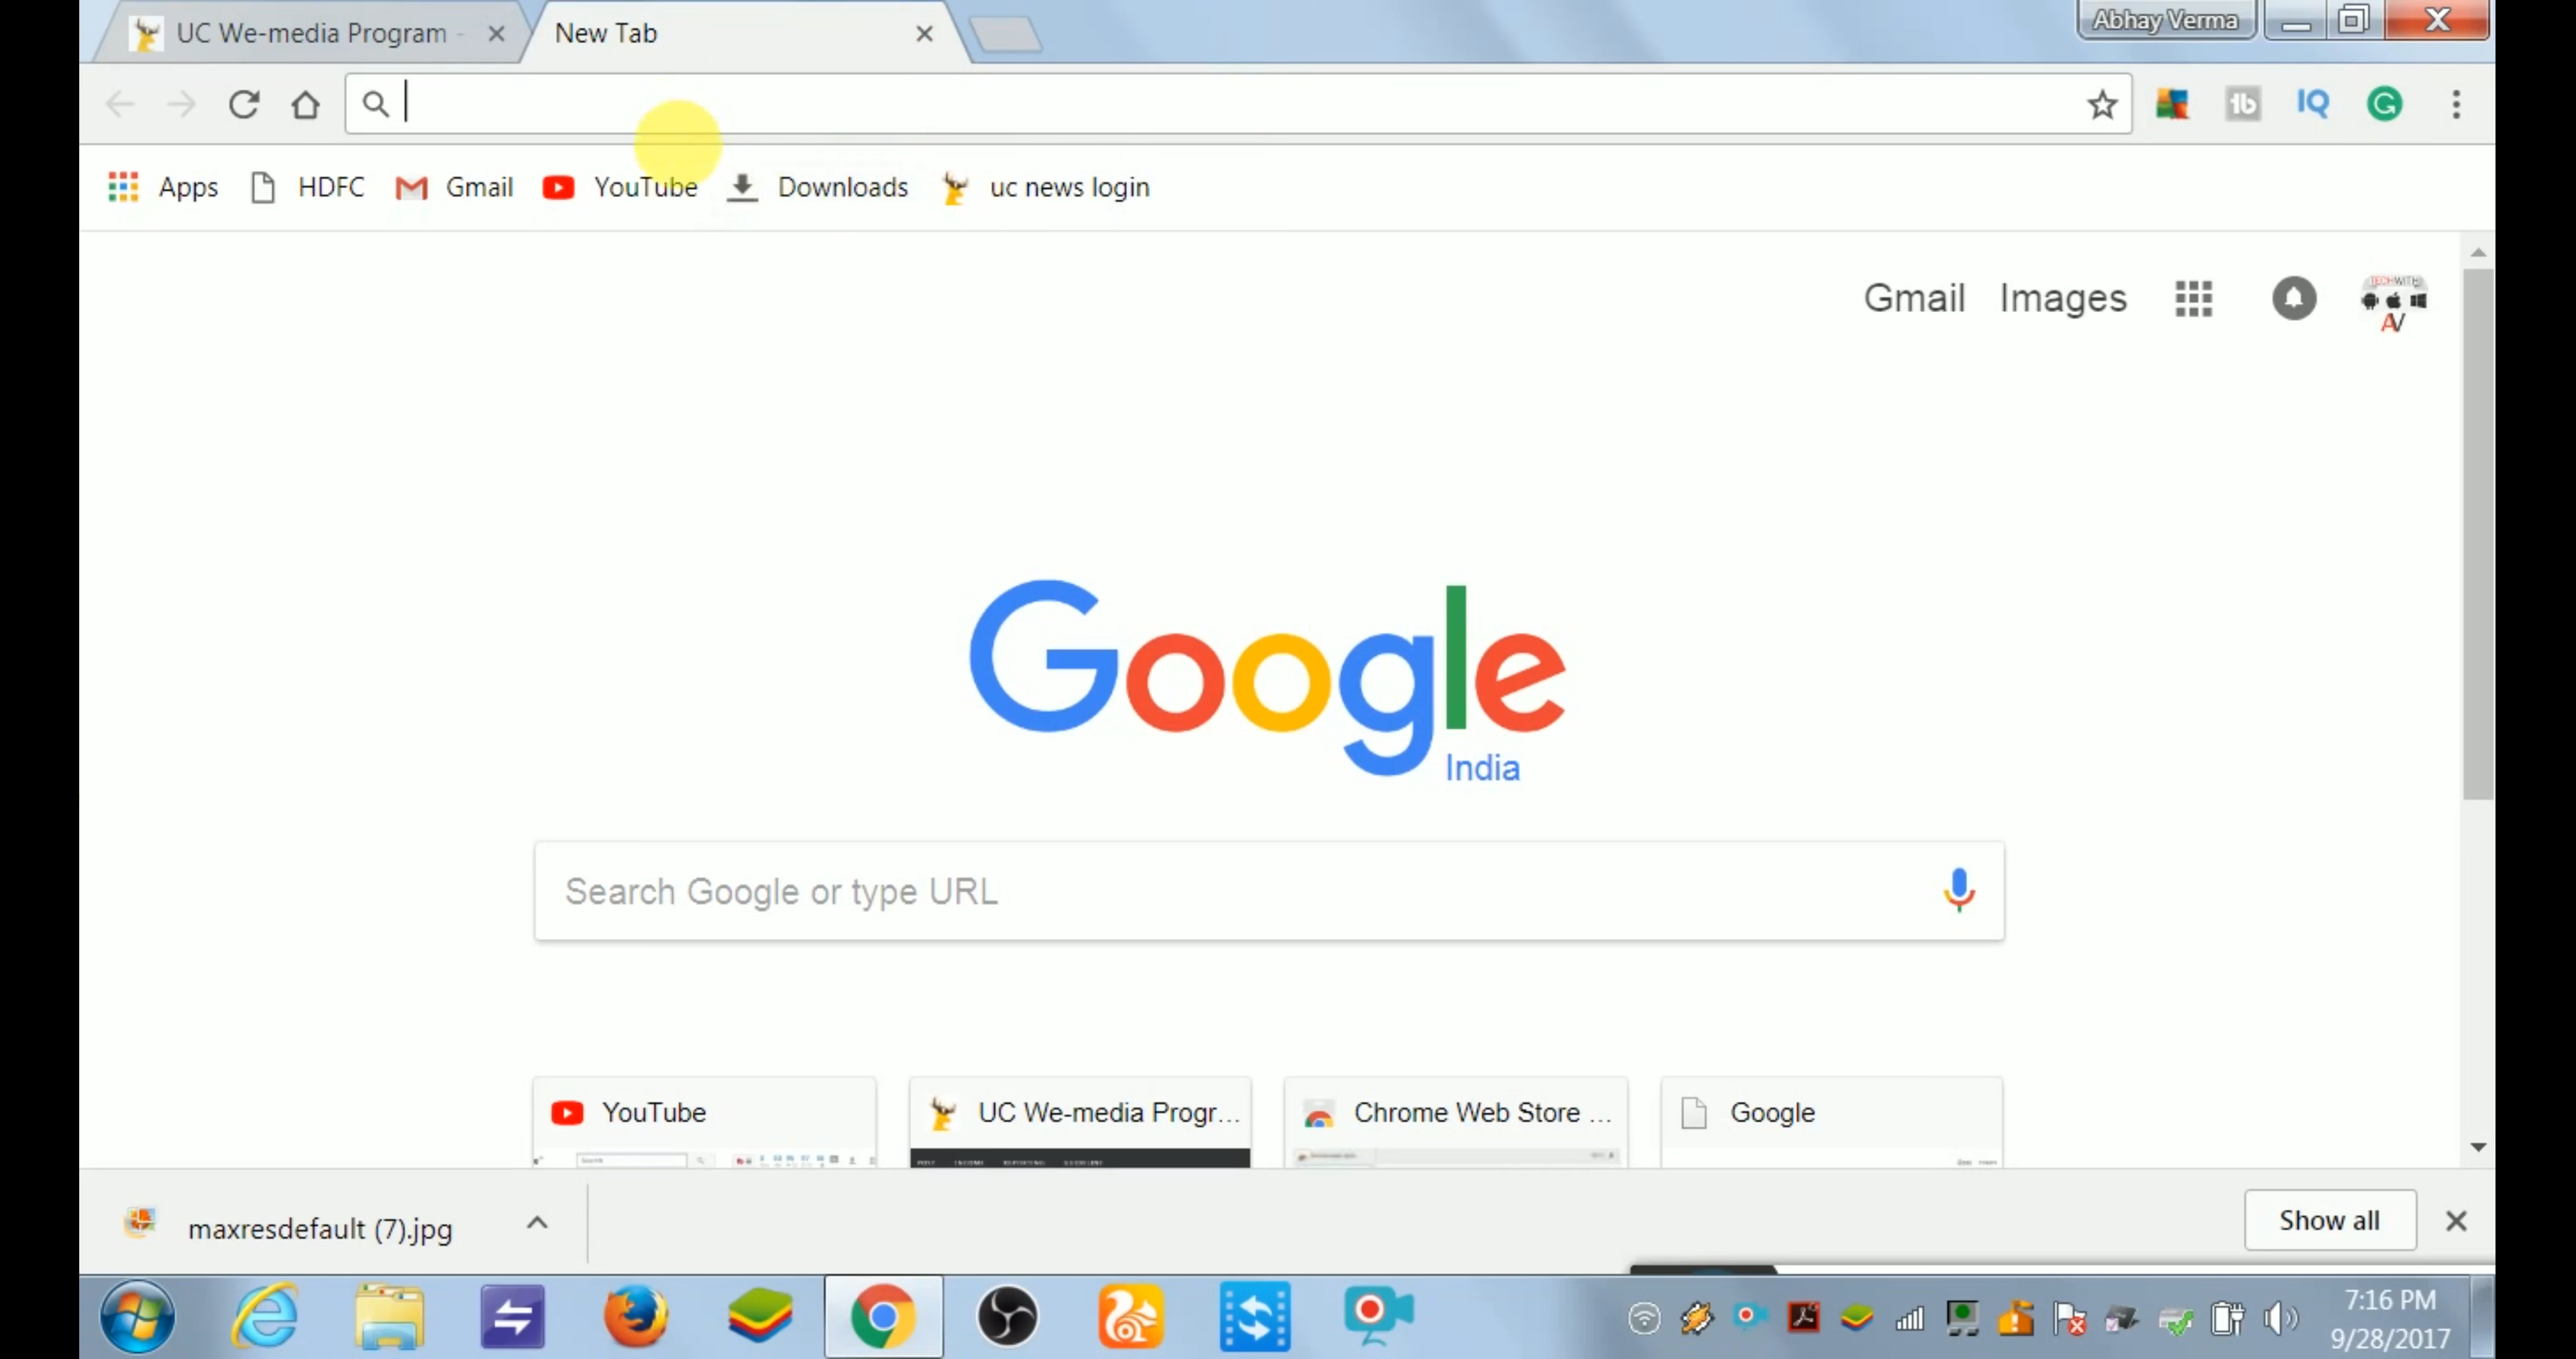 UC We-media Program -
New Tab
Abhay Verma
Apps
HDFC
Gmail
YouTube
Downloads
uc news login
Gmail
Images
TECHWITH
AV
Google
India
Search Google or type URL
YouTube
UC We-media Progr...
Chrome Web Store ...
Google
maxresdefault (7).jpg
Show all
7:16 PM
9/28/2017